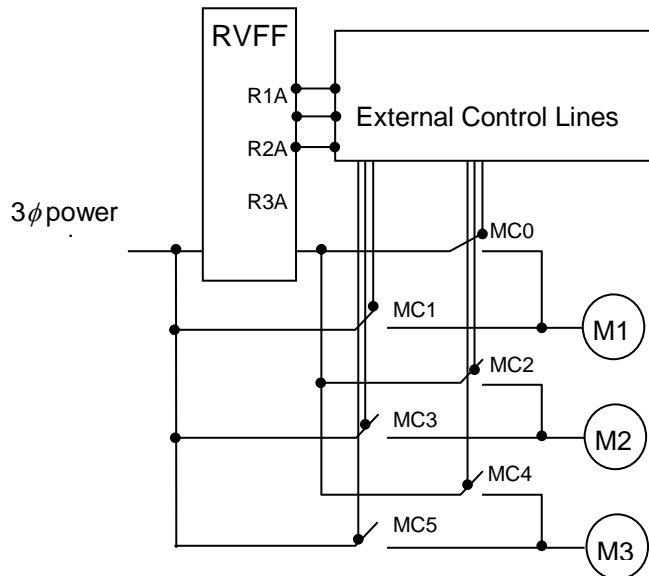 RVFF
R1A
External Control Lines
R2A
R3A
3ϕ power
MC0
MC1
M1
MC2
MC3
M2
MC4
MC5
M3